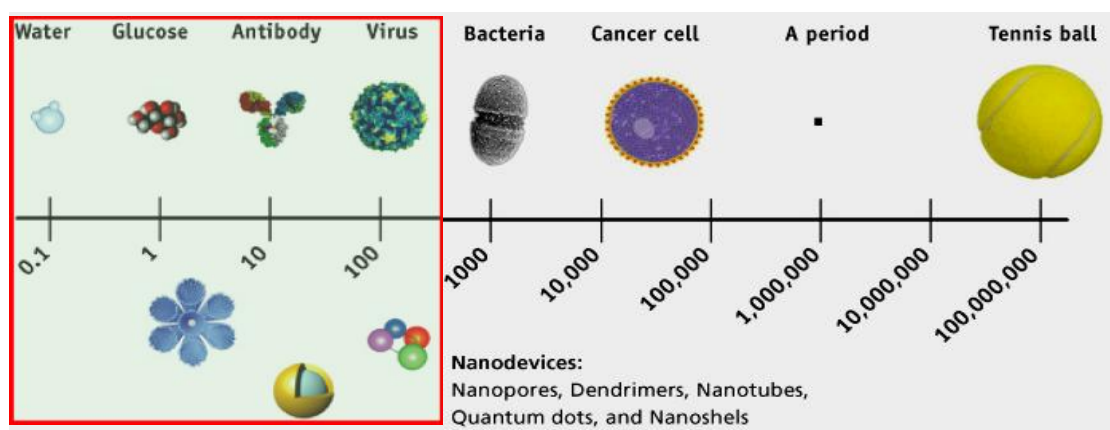 Water Glucose Antibody Virus Bacteria Cancer cell A period Tennis ball
0.1 1 10 100 1000 10,000 100,000 1,000,000 10,000,000 100,000,000
Nanodevices:
Nanopores, Dendrimers, Nanotubes,
Quantum dots, and Nanoshels